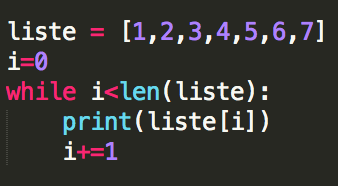 liste = [1,2,3,4,5,6,7]
i=0
while i<len(liste):
    print(liste[i])
    i+=1